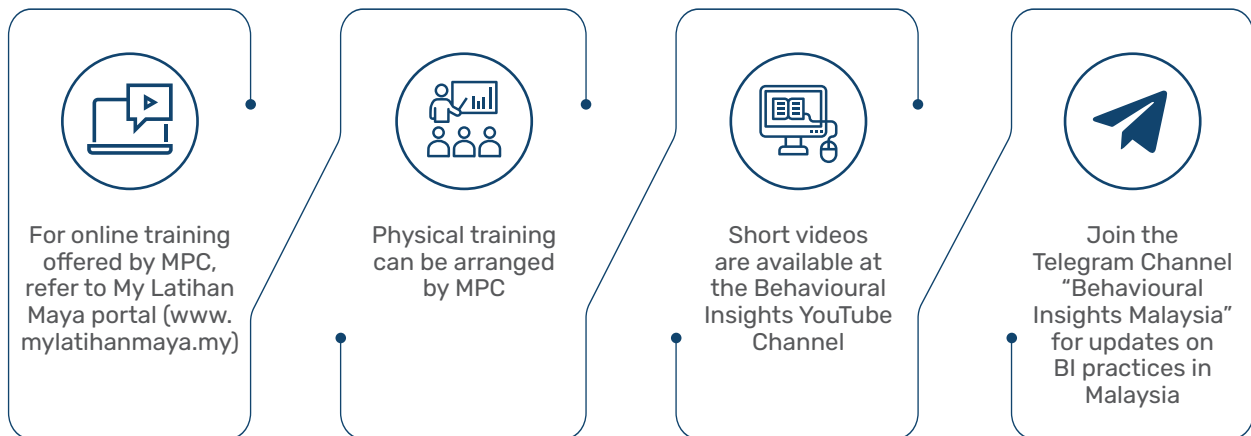 For online training
offered by MPC,
refer to My Latihan
Maya portal (www.
mylatihanmaya.my)
Physical training
can be arranged
by MPC
Short videos
are available at
the Behavioural
Insights YouTube
Channel
Join the
Telegram Channel
“Behavioural
Insights Malaysia”
for updates on
BI practices in
Malaysia